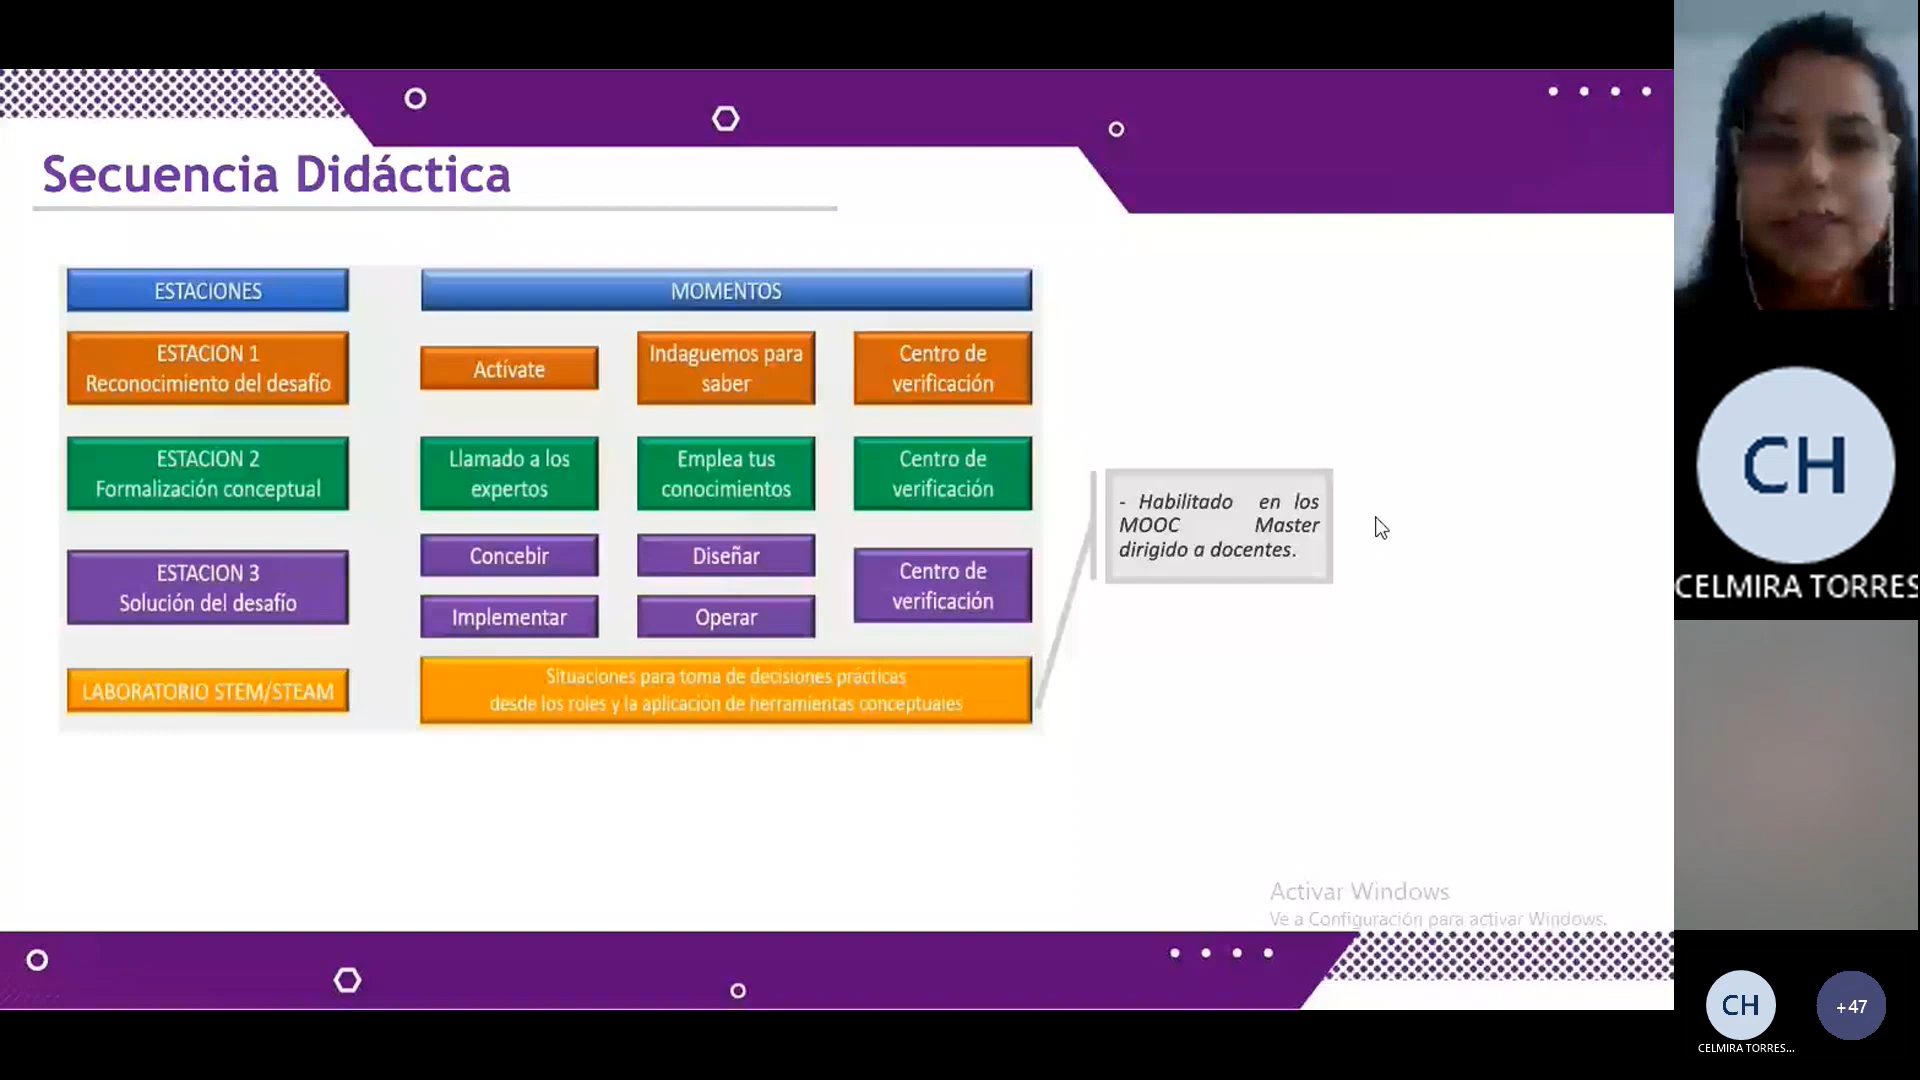 Secuencia Didáctica
ESTACIONES
MOMENTOS
ESTACION 1
Reconocimiento del desafío
Actívate
Indaguemos para
saber
Centro de
verificación
ESTACION 2
Formalización conceptual
Llamado a los
expertos
Emplea tus
conocimientos
Centro de
verificación
ESTACION 3
Solución del desafío
Concebir
Diseñar
Implementar
Operar
Centro de
verificación
LABORATORIO STEM/STEAM
Situaciones para toma de decisiones prácticas
desde los roles y la aplicación de herramientas conceptuales
- Habilitado en los
MOOC Master
dirigido a docentes.
Activar Windows
Ve a Configuración para activar Windows.
CH
CELMIRA TORRES
CH
CELMIRA TORRES...
+47